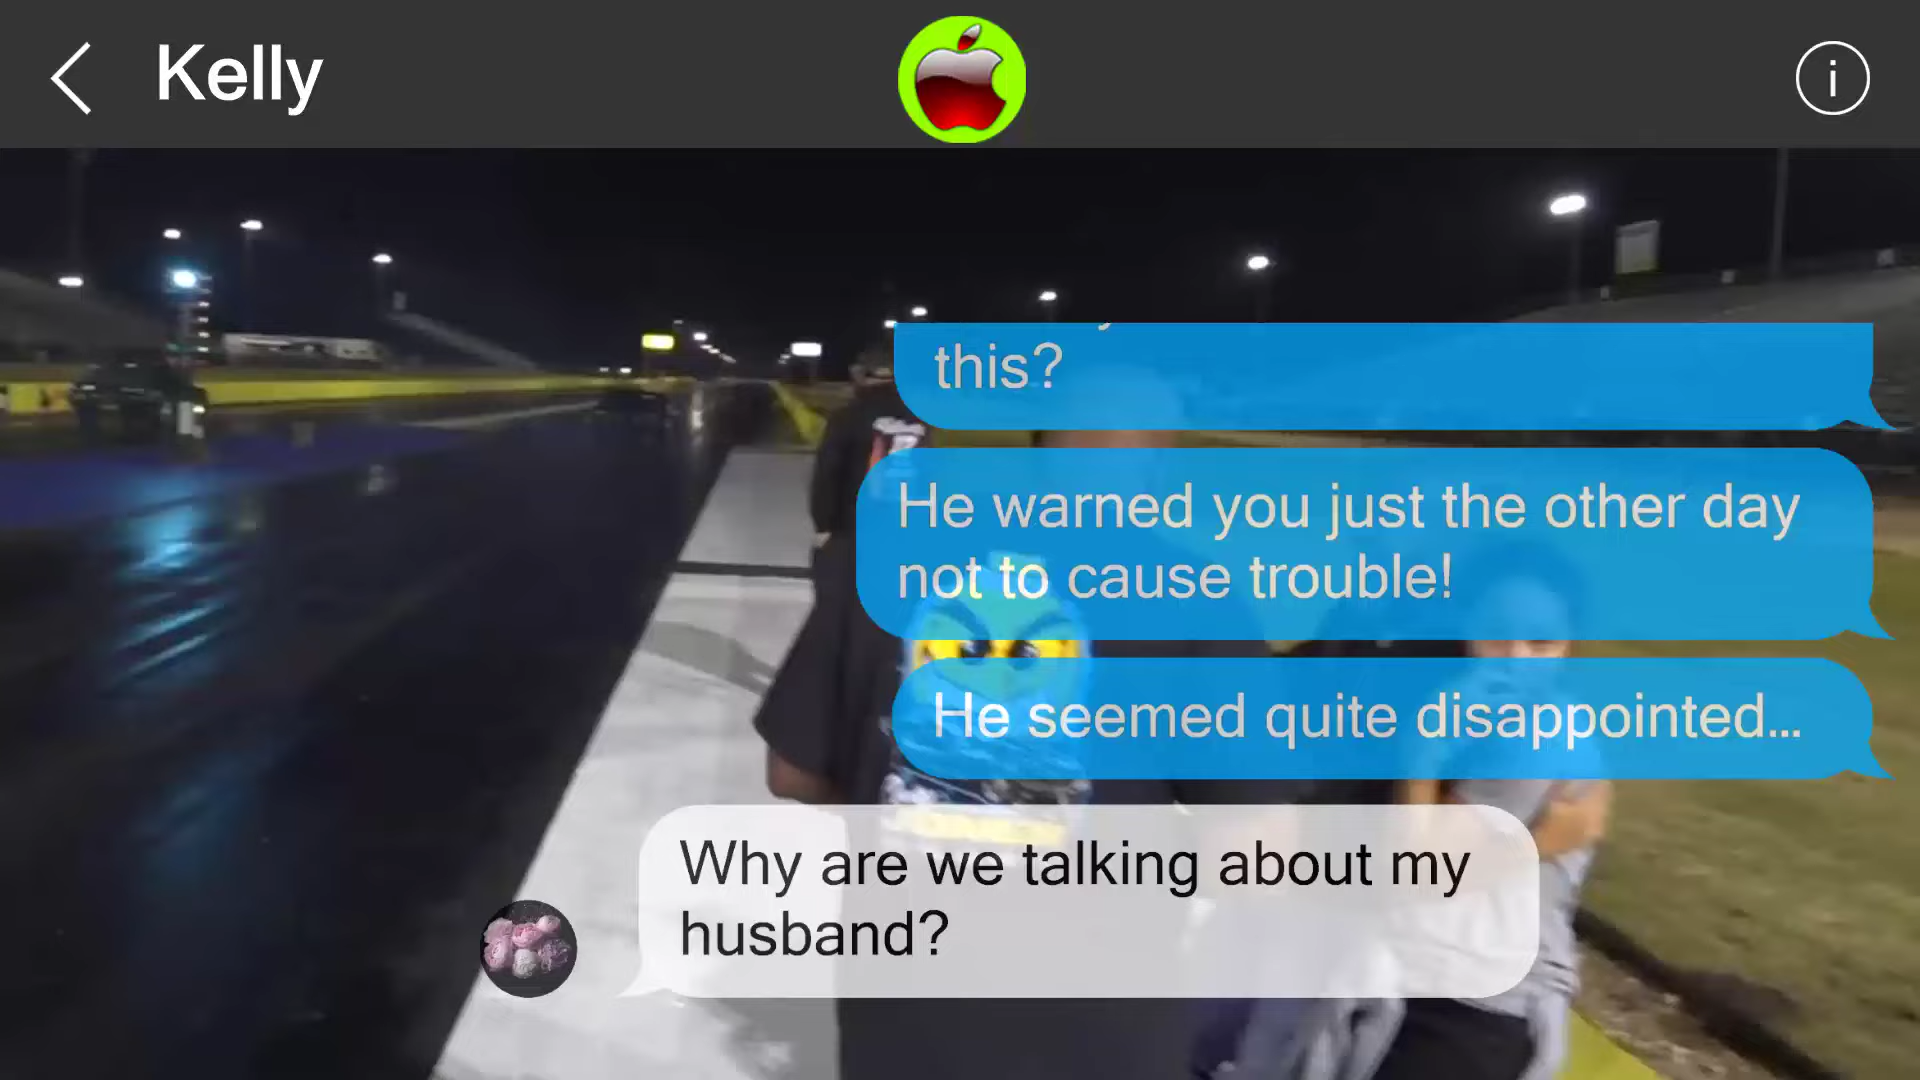 Kelly
this?
He warned you just the other day
not to cause trouble!
He seemed quite disappointed...
Why are we talking about my
husband?